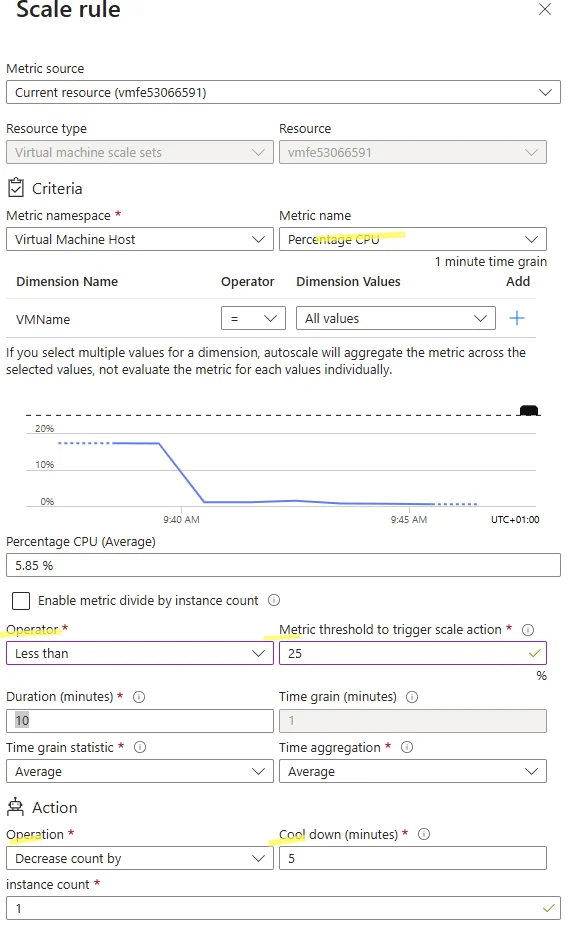 Scale rule
Metric source
Current resource (vmfe53066591)
Resource type Resource
Virtual machine scale sets vmfe53066591
Criteria
Metric namespace * Metric name
Virtual Machine Host Percentage CPU
1 minute time grain
Dimension Name Operator Dimension Values Add
VMName = All values +
If you select multiple values for a dimension, autoscale will aggregate the metric across the
selected values, not evaluate the metric for each values individually.
20%
10%
0%
9:40 AM 9:45 AM UTC+01:00
Percentage CPU (Average)
5.85 %
Enable metric divide by instance count
Operator * Metric threshold to trigger scale action *
Less than 25
%
Duration (minutes) * Time grain (minutes)
10 1
Time grain statistic * Time aggregation *
Average Average
Action
Operation * Cool down (minutes) *
Decrease count by 5
instance count *
1